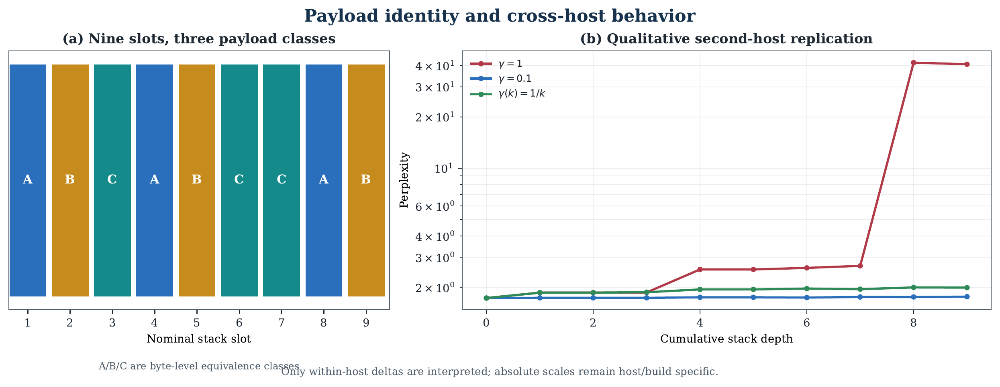 Payload identity and cross-host behavior
(a) Nine slots, three payload classes
A B C A B C C A B
1 2 3 4 5 6 7 8 9
Nominal stack slot
A/B/C are byte-level equivalence classes.
(b) Qualitative second-host replication
γ = 1
γ = 0.1
γ(k) = 1/k
Perplexity
4 × 10¹
3 × 10¹
2 × 10¹
10¹
6 × 10⁰
4 × 10⁰
3 × 10⁰
2 × 10⁰
0 2 4 6 8
Cumulative stack depth
Only within-host deltas are interpreted; absolute scales remain host/build specific.